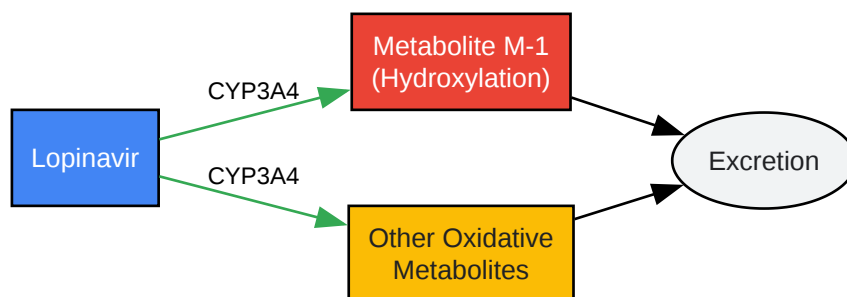 Lopinavir
CYP3A4
CYP3A4
Metabolite M-1
(Hydroxylation)
Other Oxidative
Metabolites
Excretion